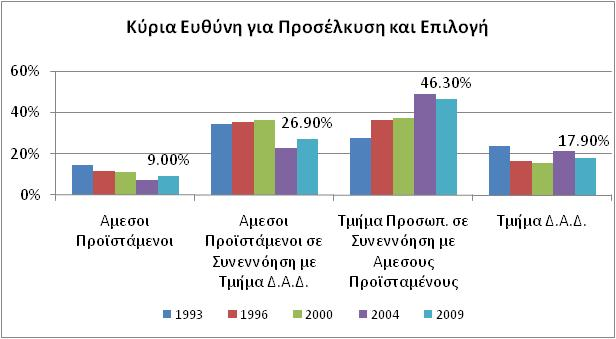 Κύρια Ευθύνη για Προσέλκυση και Επιλογή
60%
40%
20%
0%
9.00%
26.90%
46.30%
17.90%
Αμεσοι
Προϊστάμενοι
Αμεσοι
Προϊστάμενοι σε
Συνεννόηση με
Τμήμα Δ.Α.Δ.
Τμήμα Προσωπ. σε
Συνεννόηση με
Αμεσους
Προϊσταμένους
Τμήμα Δ.Α.Δ.
1993 1996 2000 2004 2009